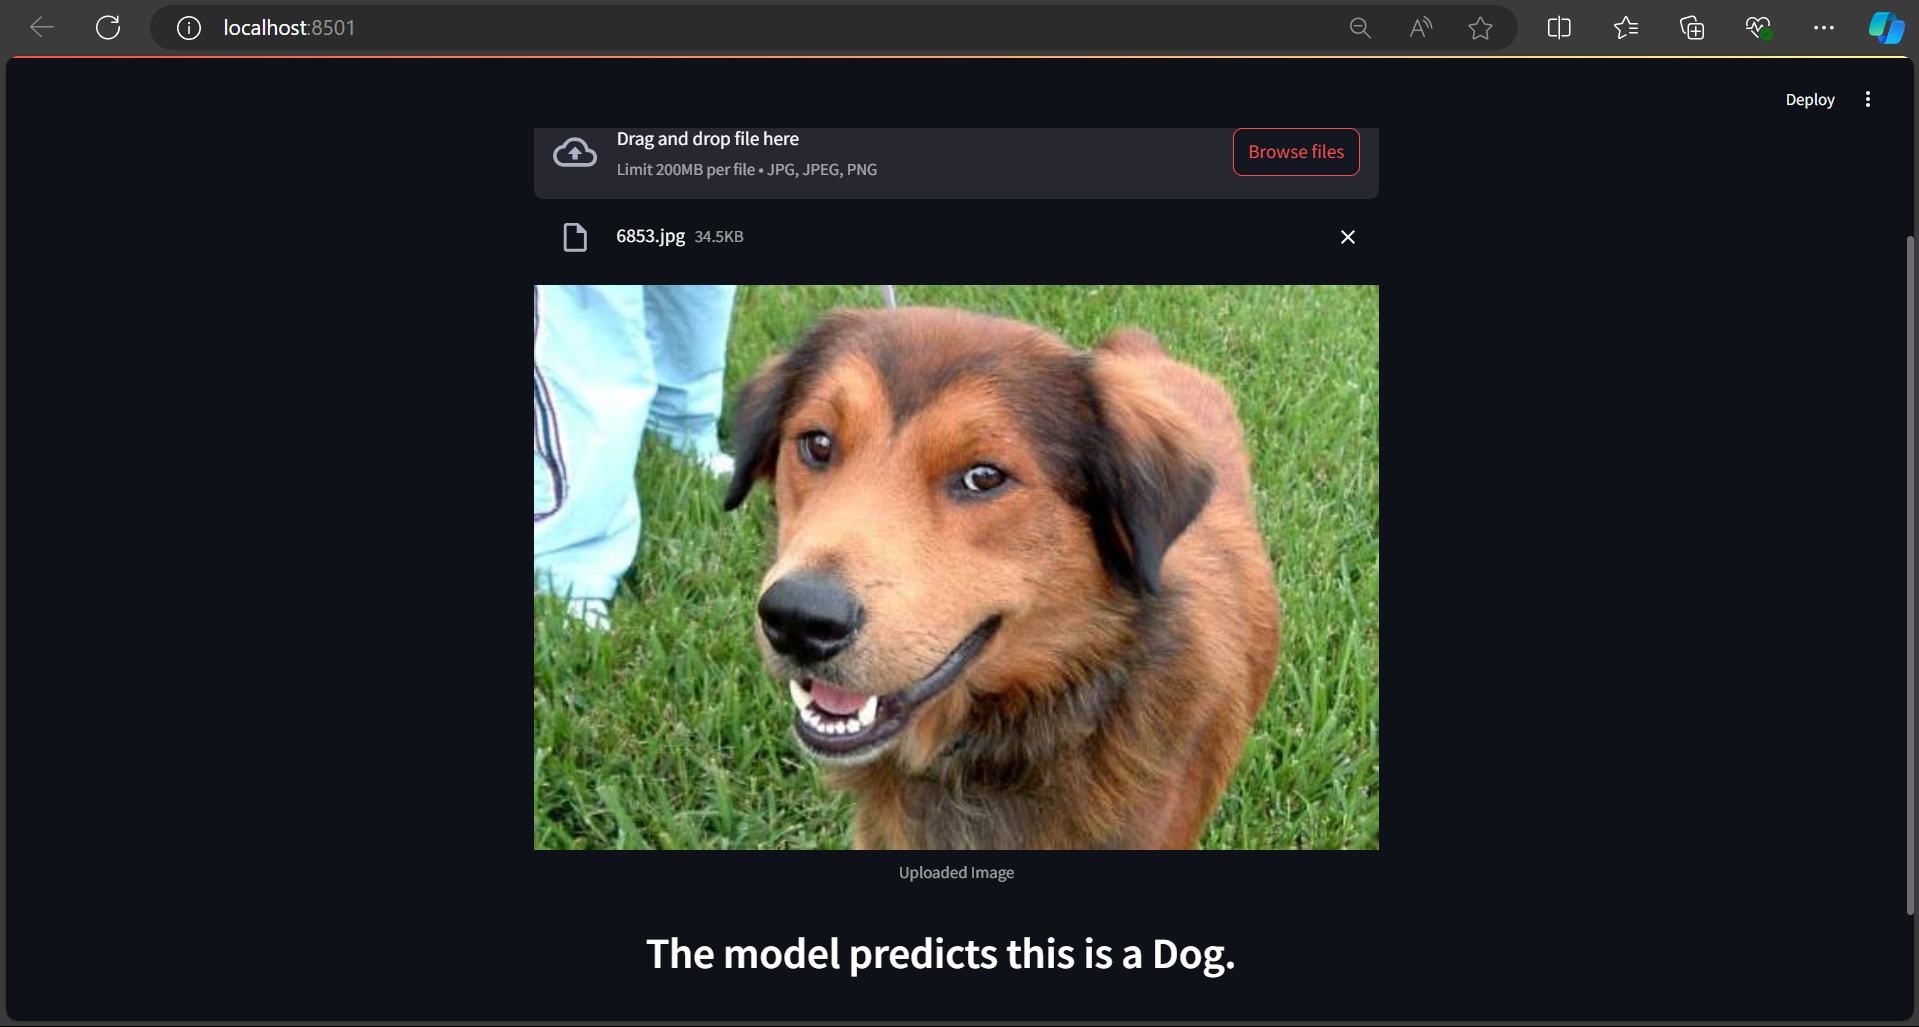 localhost:8501
Deploy
Drag and drop file here
Limit 200MB per file • JPG, JPEG, PNG
Browse files
6853.jpg 34.5KB
Uploaded Image
The model predicts this is a Dog.